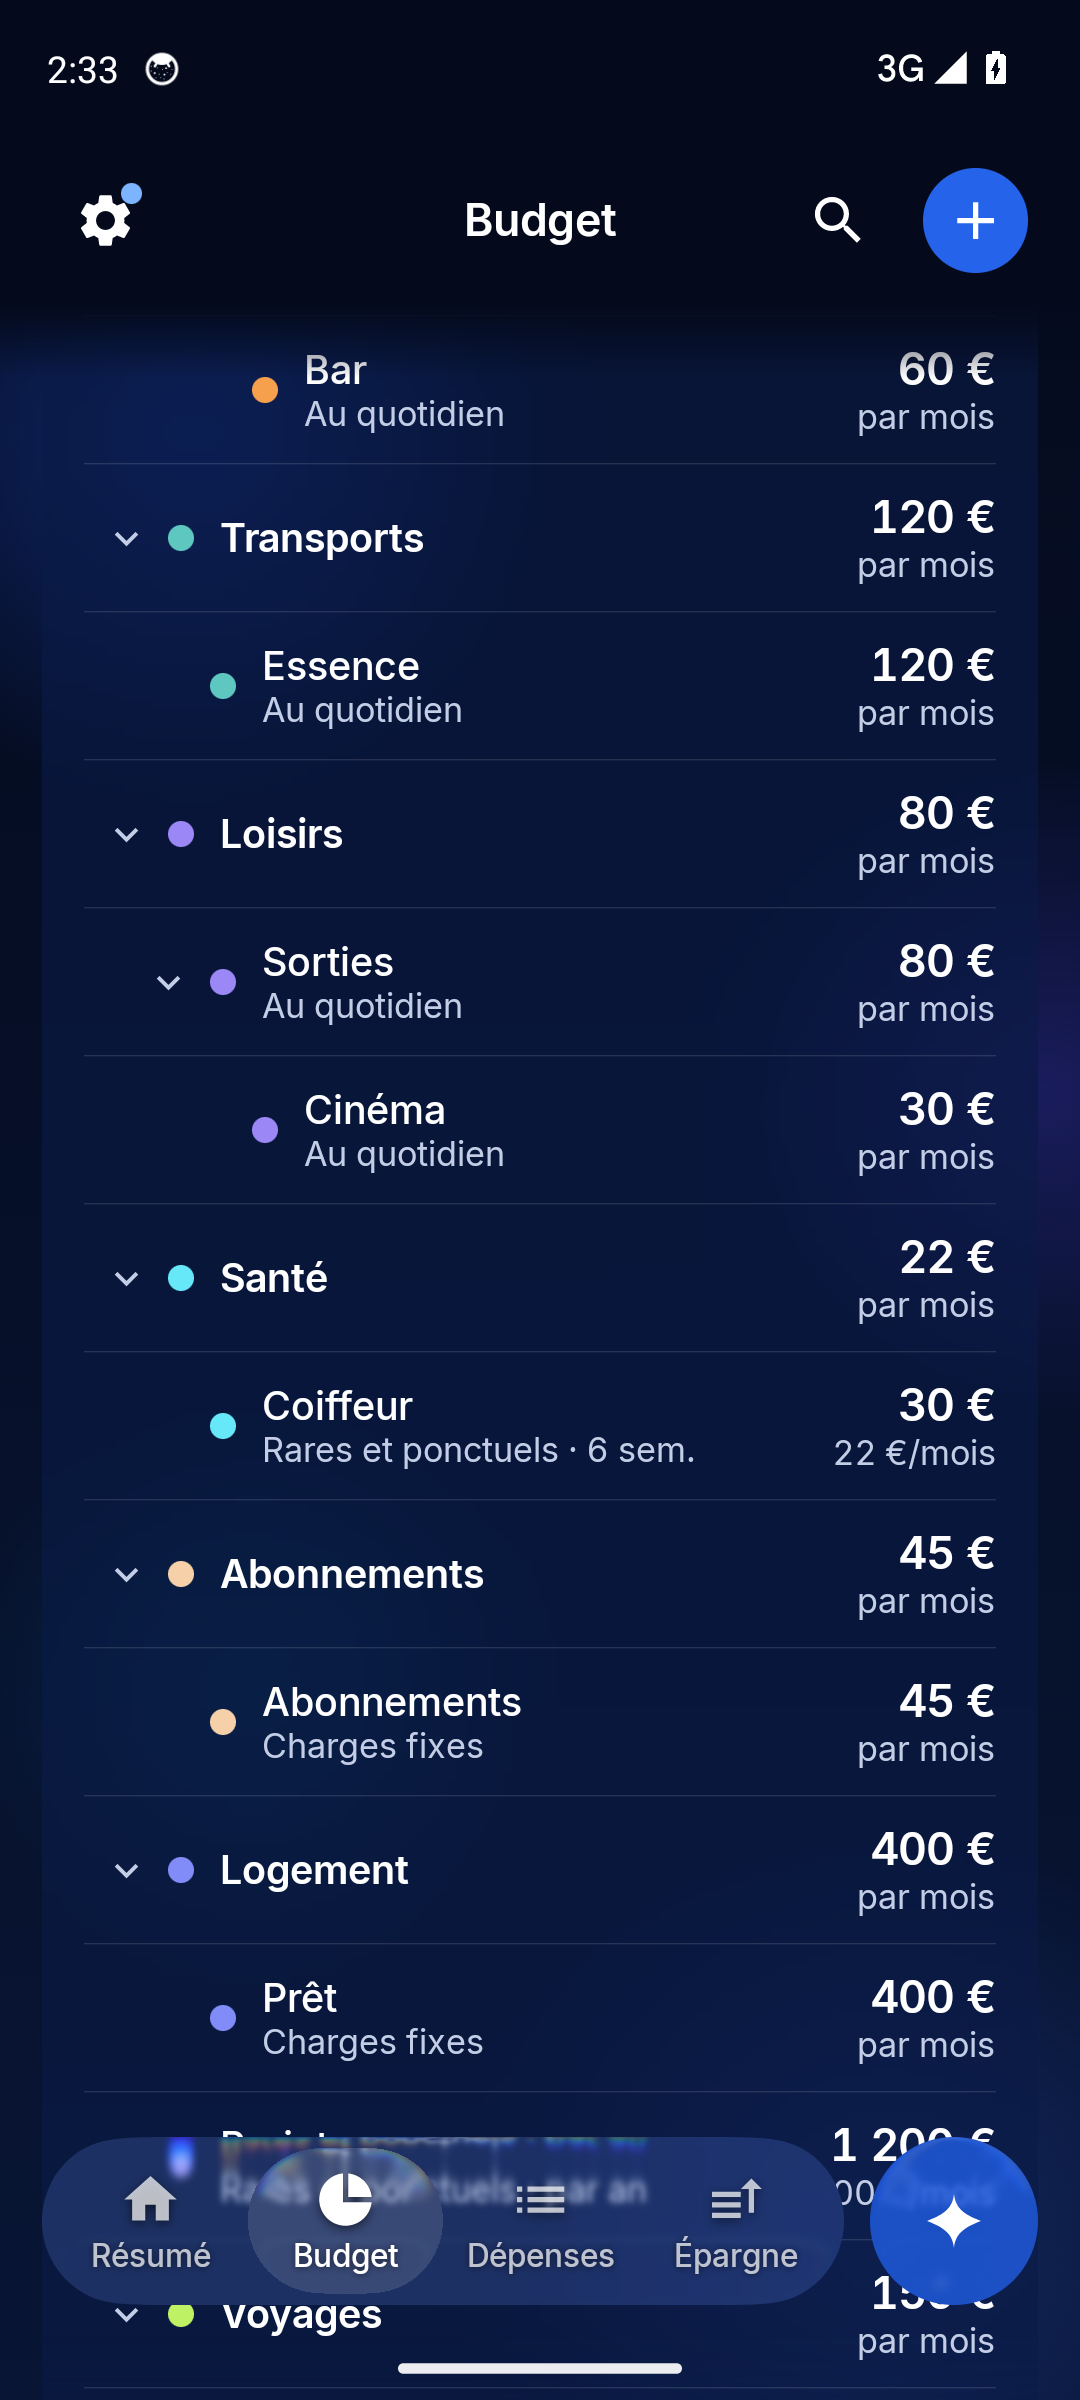 2:33
3G
Budget
Bar
60 €
Au quotidien
par mois
Transports
120 €
par mois
Essence
120 €
Au quotidien
par mois
Loisirs
80 €
par mois
Sorties
80 €
Au quotidien
par mois
Cinéma
30 €
Au quotidien
par mois
Santé
22 €
par mois
Coiffeur
30 €
Rares et ponctuels · 6 sem.
22 €/mois
Abonnements
45 €
par mois
Abonnements
45 €
Charges fixes
par mois
Logement
400 €
par mois
Prêt
400 €
Charges fixes
par mois
Résumé
Budget
Dépenses
Épargne
Voyages
par mois